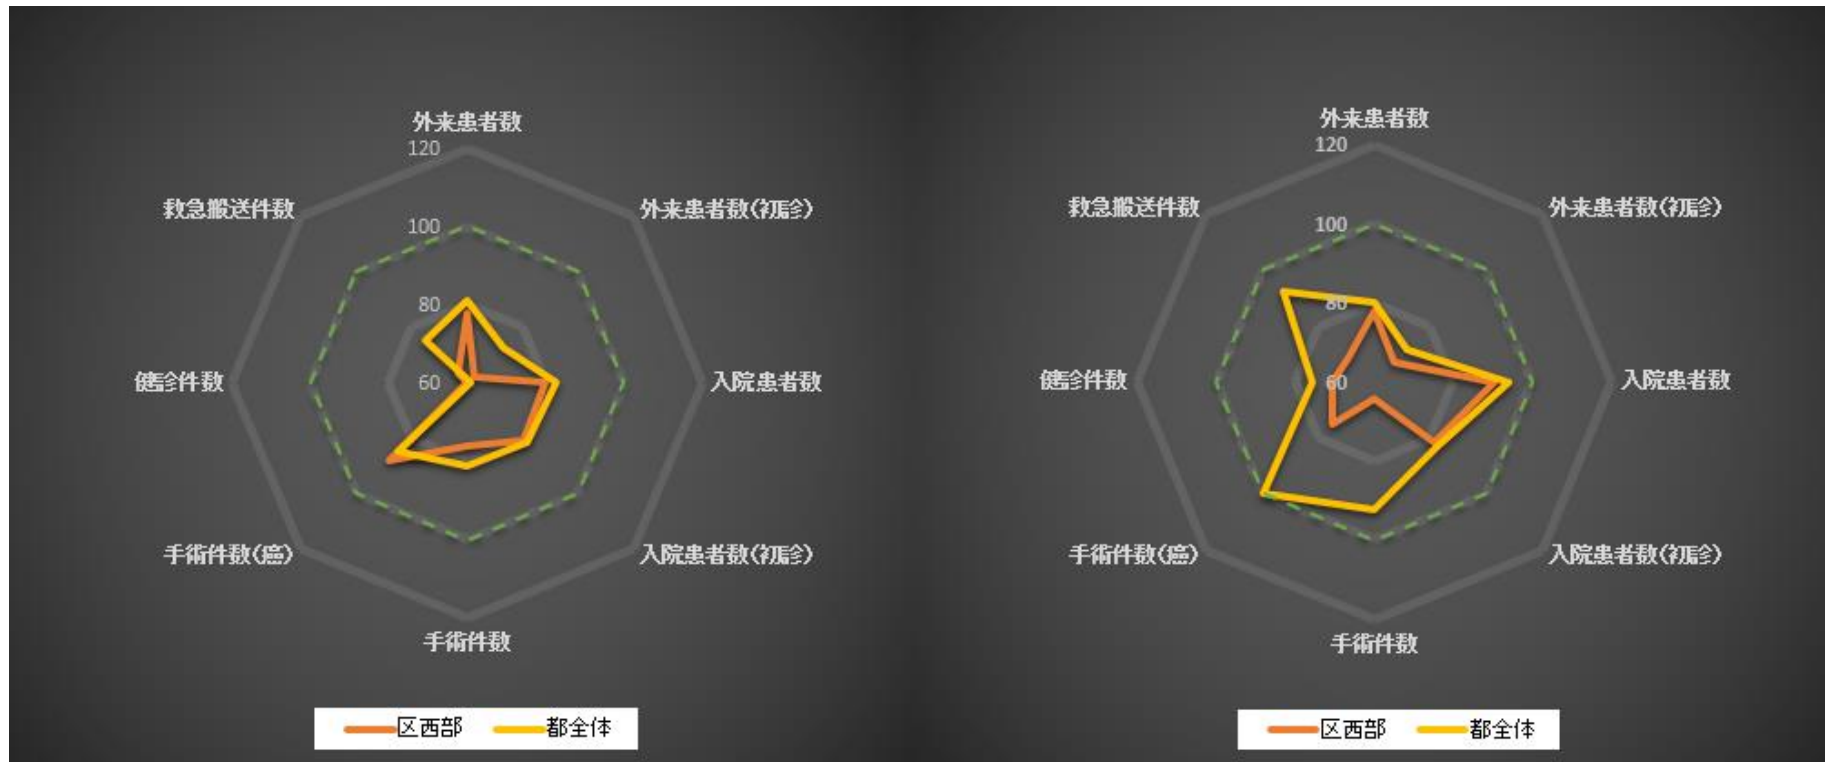 外来患者数
120
救急搬送件数
外来患者数(初診)
100
80
健診件数
60
入院患者数
手術件数(癌)
入院患者数(初診)
手術件数
区西部
都全体
外来患者数
120
救急搬送件数
外来患者数(初診)
100
80
健診件数
60
入院患者数
手術件数(癌)
入院患者数(初診)
手術件数
区西部
都全体